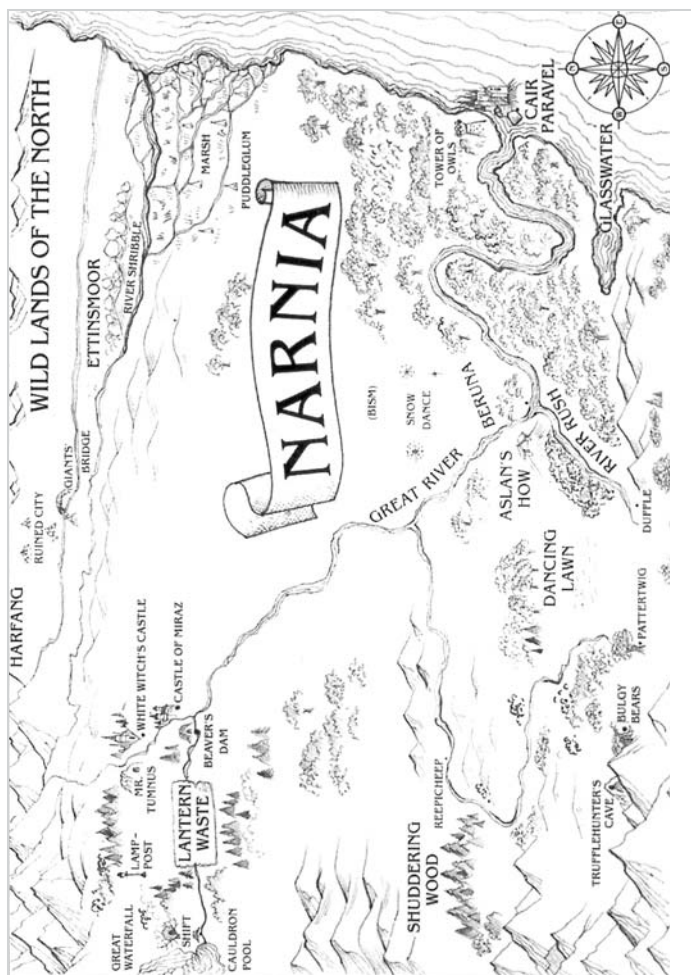 HARFANG
WILD LANDS OF THE NORTH
RUINED CITY
GIANTS'
BRIDGE
ETTINSMOOR
RIVER SHRIBBLE
MARSH
PUDDLEGLUM
GREAT
WATERFALL
LAMP-
POST
MR.
TUMNUS
WHITE WITCH'S CASTLE
CASTLE OF MIRAZ
SHIFT
LANTERN
WASTE
BEAVER'S
DAM
CAULDRON
POOL
NARNIA
(BISM)
SNOW
DANCE
GREAT RIVER
BERUNA
TOWER OF
OWLS
CAIR
PARAVEL
SHUDDERING
WOOD
REEPICHEEP
ASLAN'S
HOW
DANCING
LAWN
RIVER RUSH
GLASSWATER
TRUFFLEHUNTER'S
CAVE
BULGY
BEARS
PATTERTWIG
DUFFLE
N
W
E
S